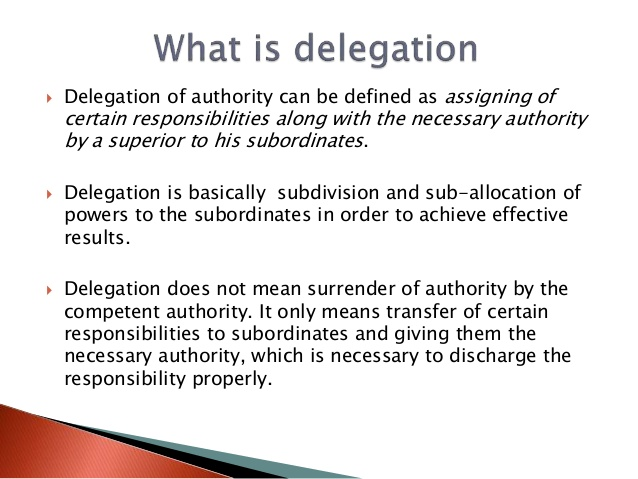 What is delegation
Delegation of authority can be defined as assigning of
certain responsibilities along with the necessary authority
by a superior to his subordinates.
Delegation is basically subdivision and sub-allocation of
powers to the subordinates in order to achieve effective
results.
Delegation does not mean surrender of authority by the
competent authority. It only means transfer of certain
responsibilities to subordinates and giving them the
necessary authority, which is necessary to discharge the
responsibility properly.